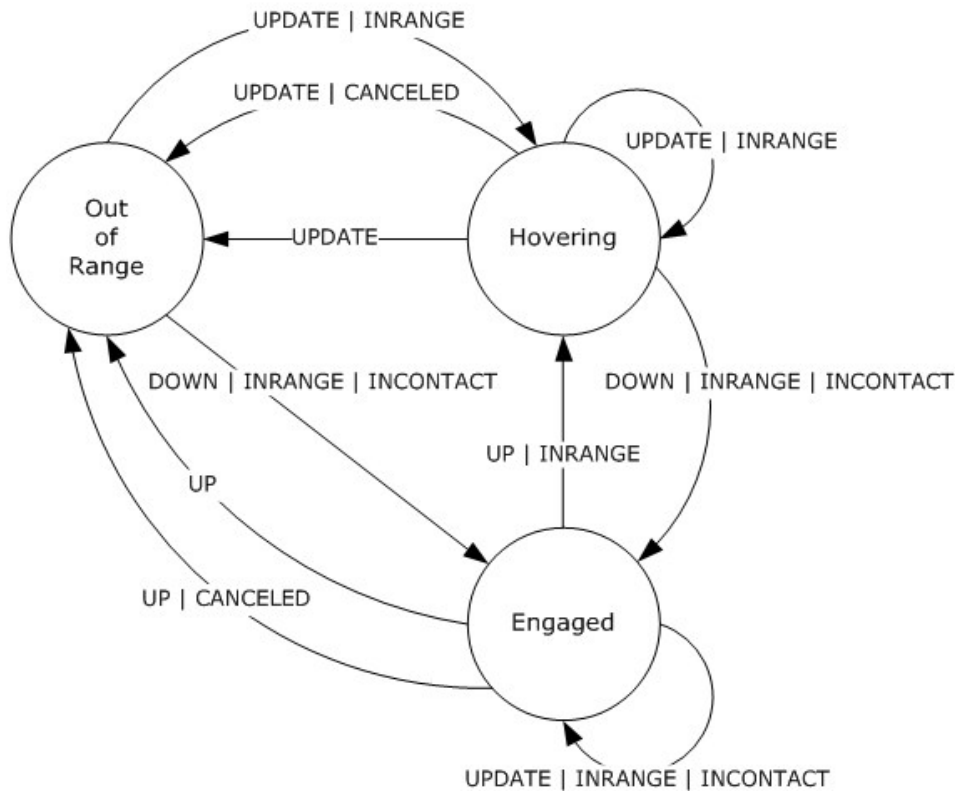 UPDATE | INRANGE
UPDATE | CANCELED
UPDATE | INRANGE
Out
of
Range
UPDATE
Hovering
DOWN | INRANGE | INCONTACT
DOWN | INRANGE | INCONTACT
UP | INRANGE
UP
UP | CANCELED
Engaged
UPDATE | INRANGE | INCONTACT